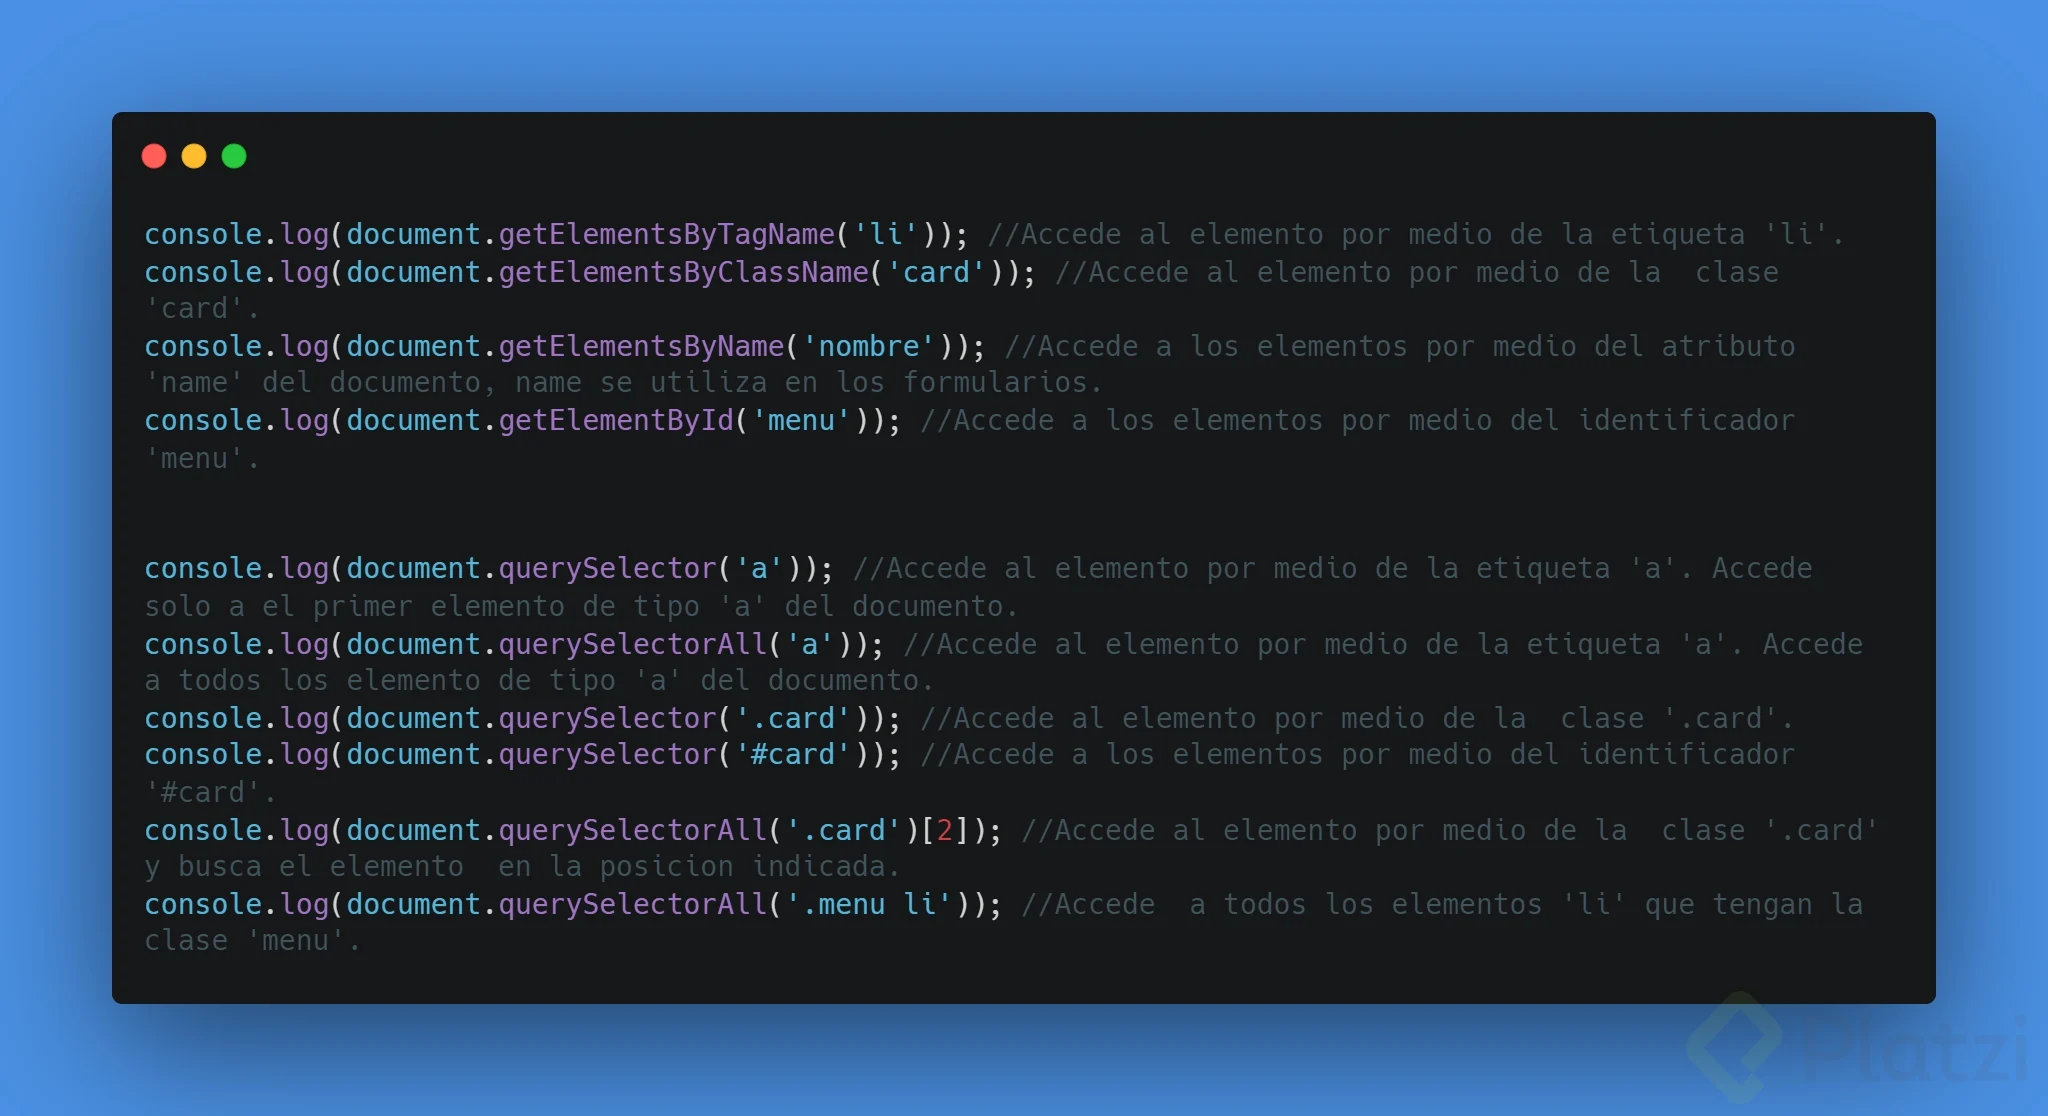 console.log(document.getElementsByTagName('li')); //Accede al elemento por medio de la etiqueta 'li'.
console.log(document.getElementsByClassName('card')); //Accede al elemento por medio de la  clase
'card'.
console.log(document.getElementsByName('nombre')); //Accede a los elementos por medio del atributo
'name' del documento, name se utiliza en los formularios.
console.log(document.getElementById('menu')); //Accede a los elementos por medio del identificador
'menu'.
console.log(document.querySelector('a')); //Accede al elemento por medio de la etiqueta 'a'. Accede
solo a el primer elemento de tipo 'a' del documento.
console.log(document.querySelectorAll('a')); //Accede al elemento por medio de la etiqueta 'a'. Accede
a todos los elemento de tipo 'a' del documento.
console.log(document.querySelector('.card')); //Accede al elemento por medio de la  clase '.card'.
console.log(document.querySelector('#card')); //Accede a los elementos por medio del identificador
'#card'.
console.log(document.querySelectorAll('.card')[2]); //Accede al elemento por medio de la  clase '.card'
y busca el elemento  en la posicion indicada.
console.log(document.querySelectorAll('.menu li')); //Accede  a todos los elementos 'li' que tengan la
clase 'menu'.
Platzi